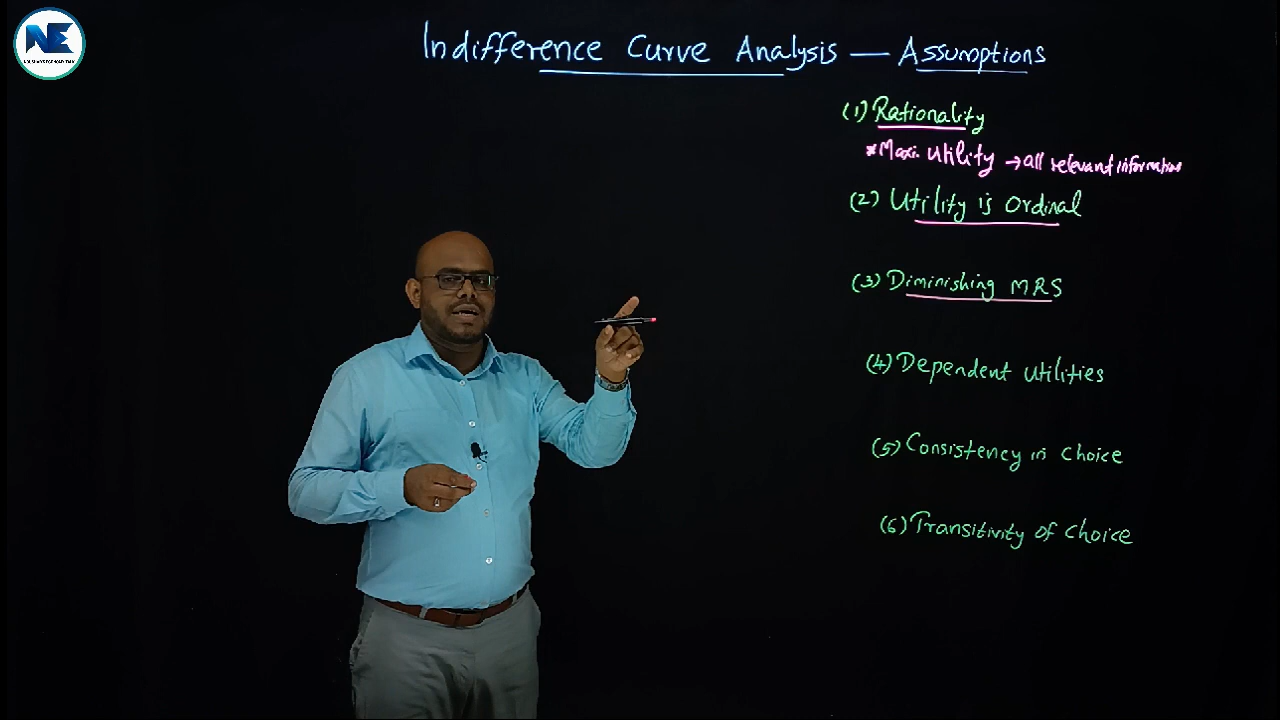 NE
Indifference Curve Analysis — Assumptions
(1) Rationality
*Maxi. Utility → all relevant information
(2) Utility is Ordinal
(3) Diminishing MRS
(4) Dependent Utilities
(5) Consistency in Choice
(6) Transitivity of Choice